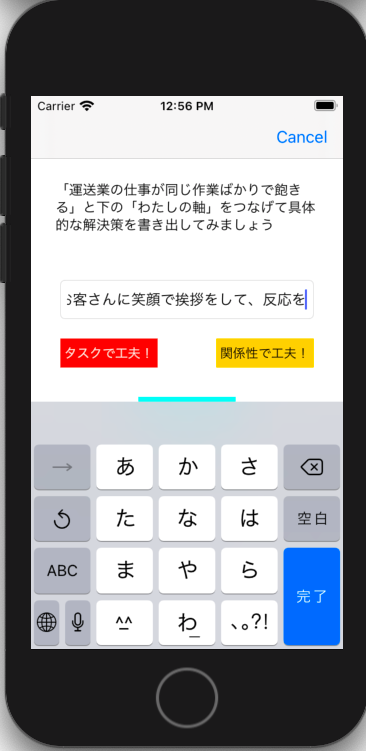 Carrier 12:56 PM
Cancel
「運送業の仕事が同じ作業ばかりで飽き
る」と下の「わたしの軸」をつなげて具体
的な解決策を書き出してみましょう
客さんに笑顔で挨拶をして、反応を
タスクで工夫！ 関係性で工夫！
→ あ か さ
た な は 空白
ABC ま や ら 完了
^^ わ 、。?!